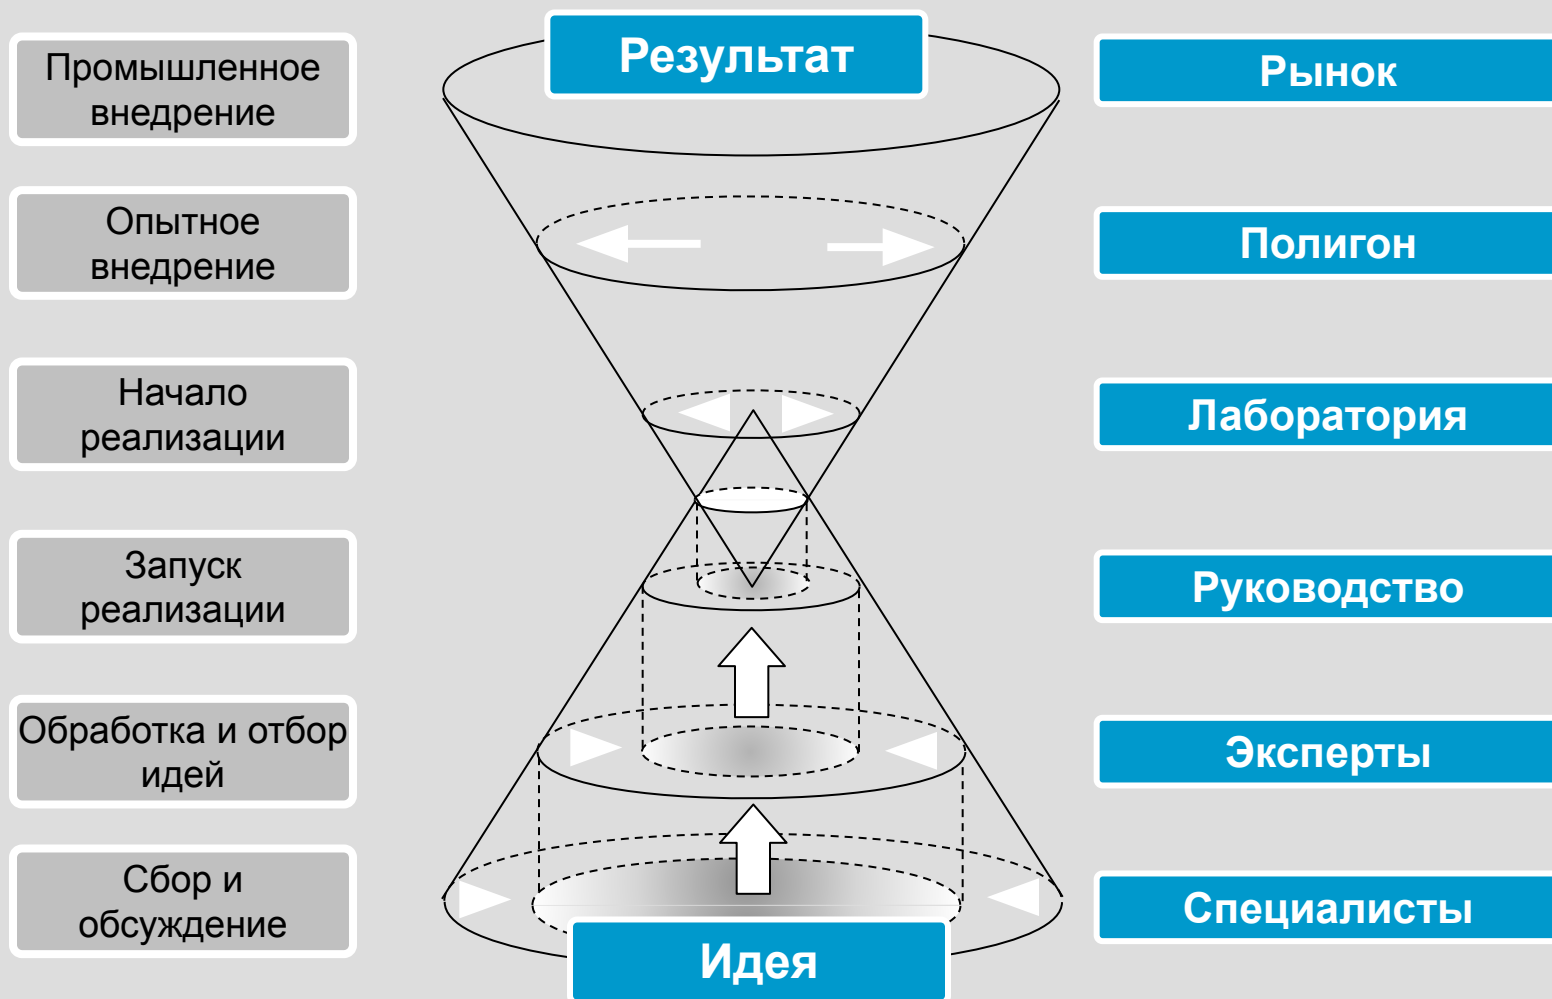 Результат
Промышленное
внедрение
Рынок
Опытное
внедрение
Полигон
Начало
реализации
Лаборатория
Запуск
реализации
Руководство
Обработка и отбор
идей
Эксперты
Сбор и
обсуждение
Специалисты
Идея